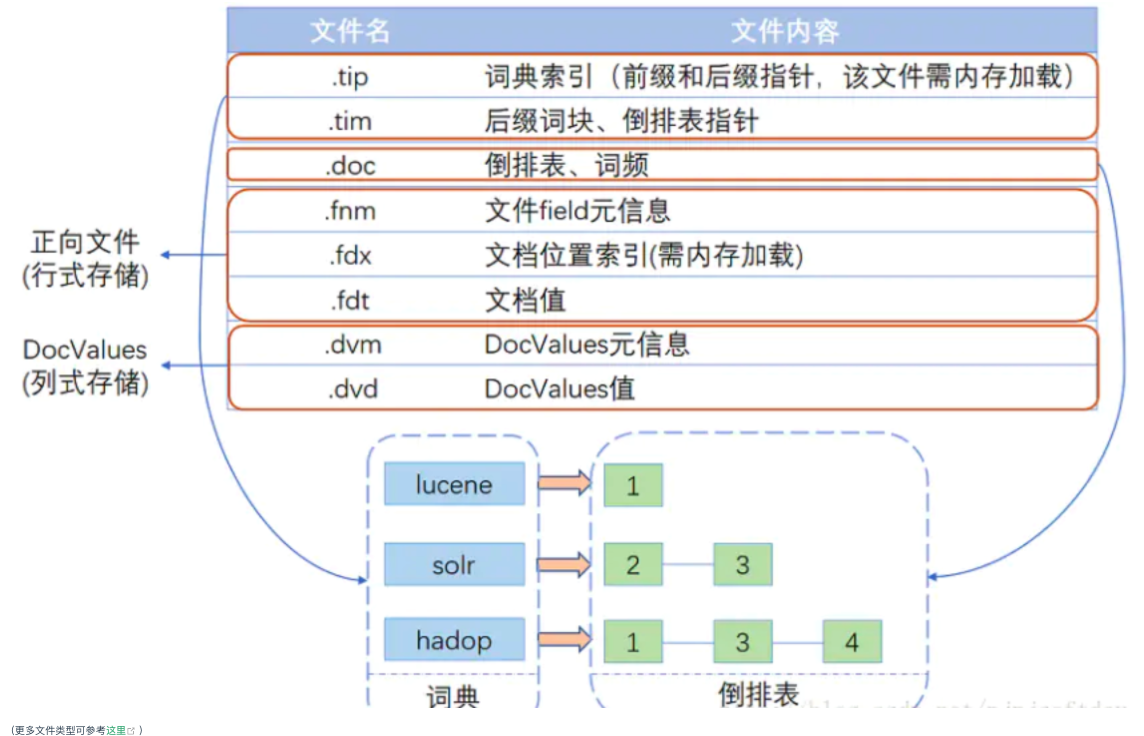 文件名 文件内容
.tip 词典索引（前缀和后缀指针，该文件需内存加载）
.tim 后缀词块、倒排表指针
.doc 倒排表、词频
.fnm 文件field元信息
.fdx 文档位置索引(需内存加载)
.fdt 文档值
.dvm DocValues元信息
.dvd DocValues值
正向文件
(行式存储)
DocValues
(列式存储)
lucene 1
solr 2 3
hadop 1 3 4
词典 倒排表
(更多文件类型可参考这里 )